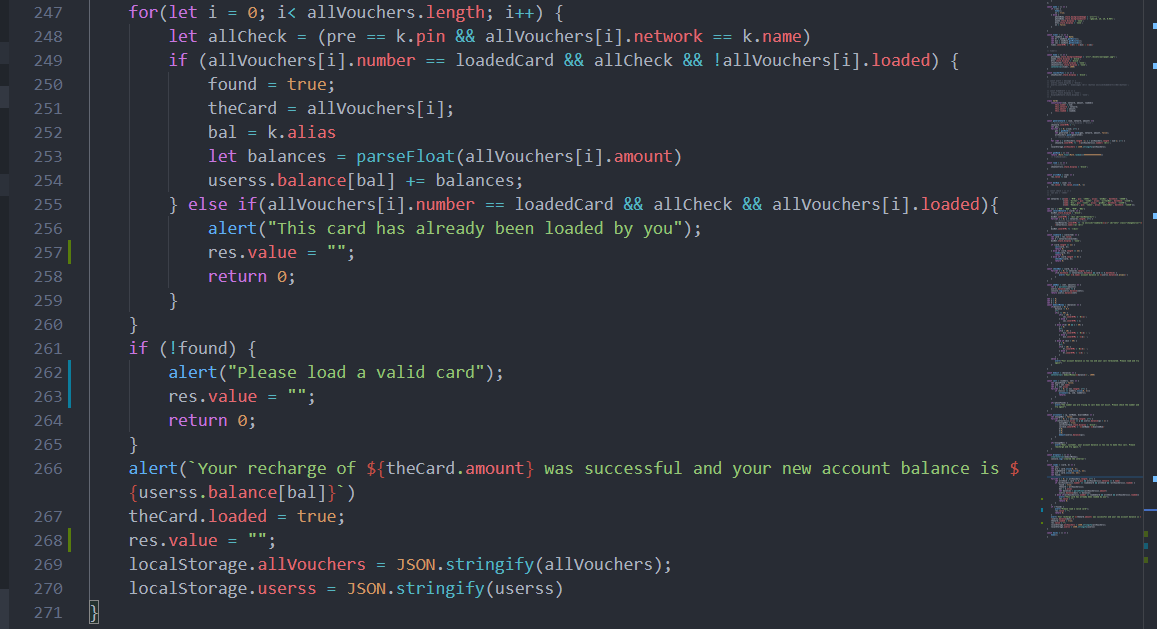 247 for(let i = 0; i< allVouchers.length; i++) {
248 let allCheck = (pre == k.pin && allVouchers[i].network == k.name)
249 if (allVouchers[i].number == loadedCard && allCheck && !allVouchers[i].loaded) {
250 found = true;
251 theCard = allVouchers[i];
252 bal = k.alias
253 let balances = parseFloat(allVouchers[i].amount)
254 userss.balance[bal] += balances;
255 } else if(allVouchers[i].number == loadedCard && allCheck && allVouchers[i].loaded){
256 alert("This card has already been loaded by you");
257 res.value = "";
258 return 0;
259 }
260 }
261 if (!found) {
262 alert("Please load a valid card");
263 res.value = "";
264 return 0;
265 }
266 alert(`Your recharge of ${theCard.amount} was successful and your new account balance is $
{userss.balance[bal]}`)
267 theCard.loaded = true;
268 res.value = "";
269 localStorage.allVouchers = JSON.stringify(allVouchers);
270 localStorage.userss = JSON.stringify(userss)
271 }